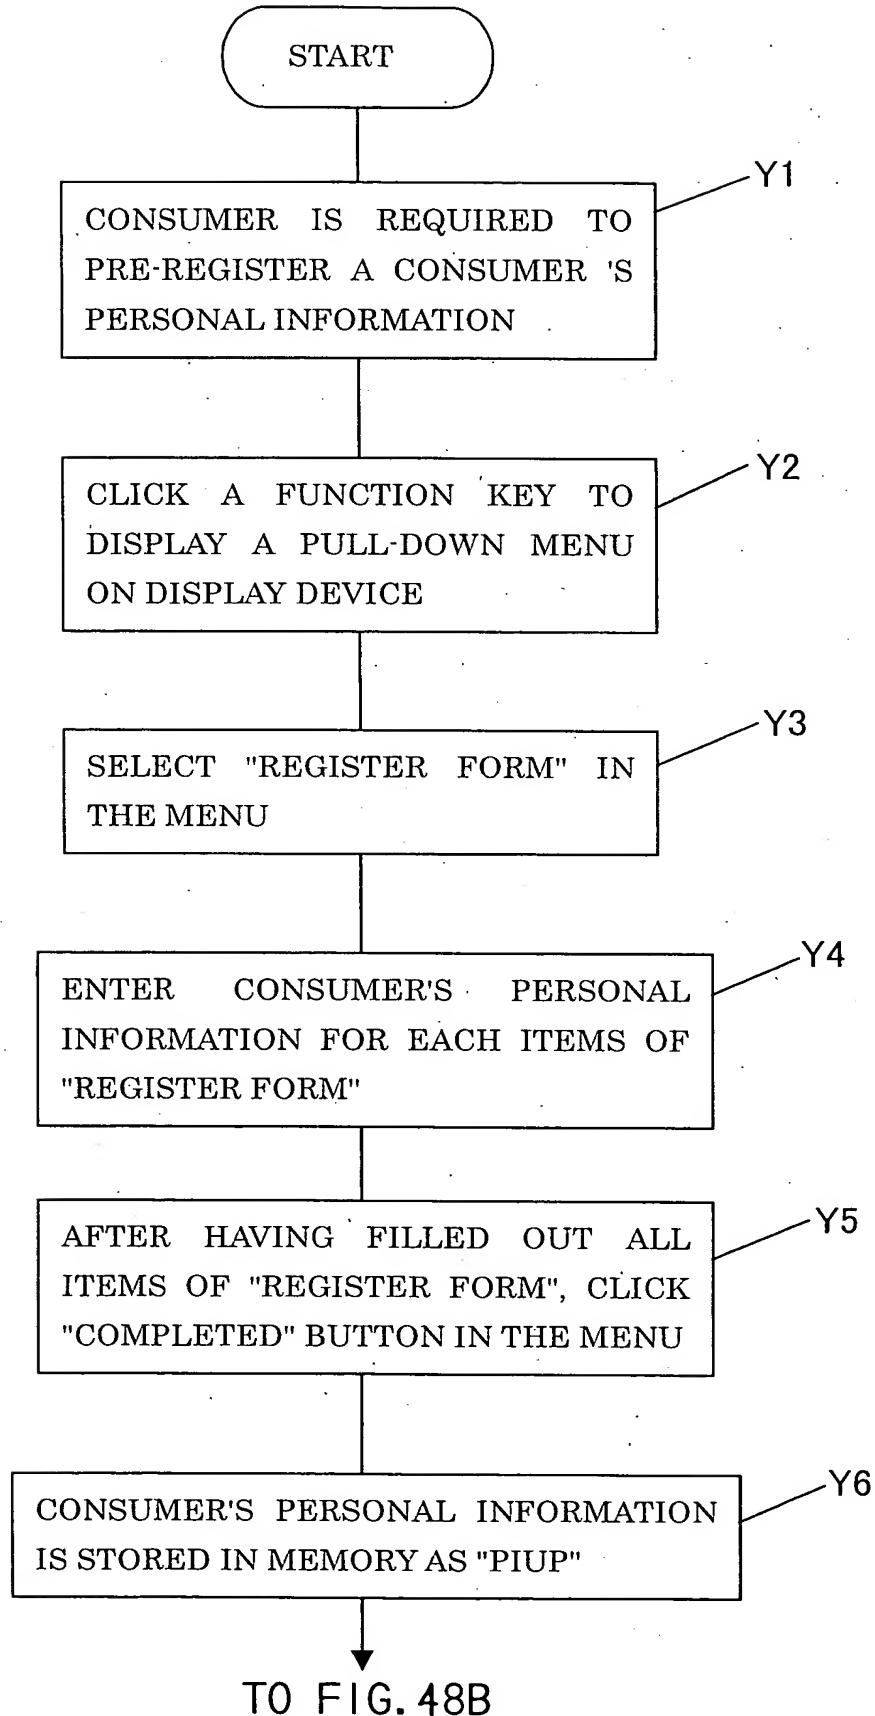 START
Y1
CONSUMER IS REQUIRED TO
PRE-REGISTER A CONSUMER 'S
PERSONAL INFORMATION
Y2
CLICK A FUNCTION KEY TO
DISPLAY A PULL-DOWN MENU
ON DISPLAY DEVICE
Y3
SELECT "REGISTER FORM" IN
THE MENU
Y4
ENTER CONSUMER'S PERSONAL
INFORMATION FOR EACH ITEMS OF
"REGISTER FORM"
Y5
AFTER HAVING FILLED OUT ALL
ITEMS OF "REGISTER FORM", CLICK
"COMPLETED" BUTTON IN THE MENU
Y6
CONSUMER'S PERSONAL INFORMATION
IS STORED IN MEMORY AS "PIUP"
TO FIG. 48B